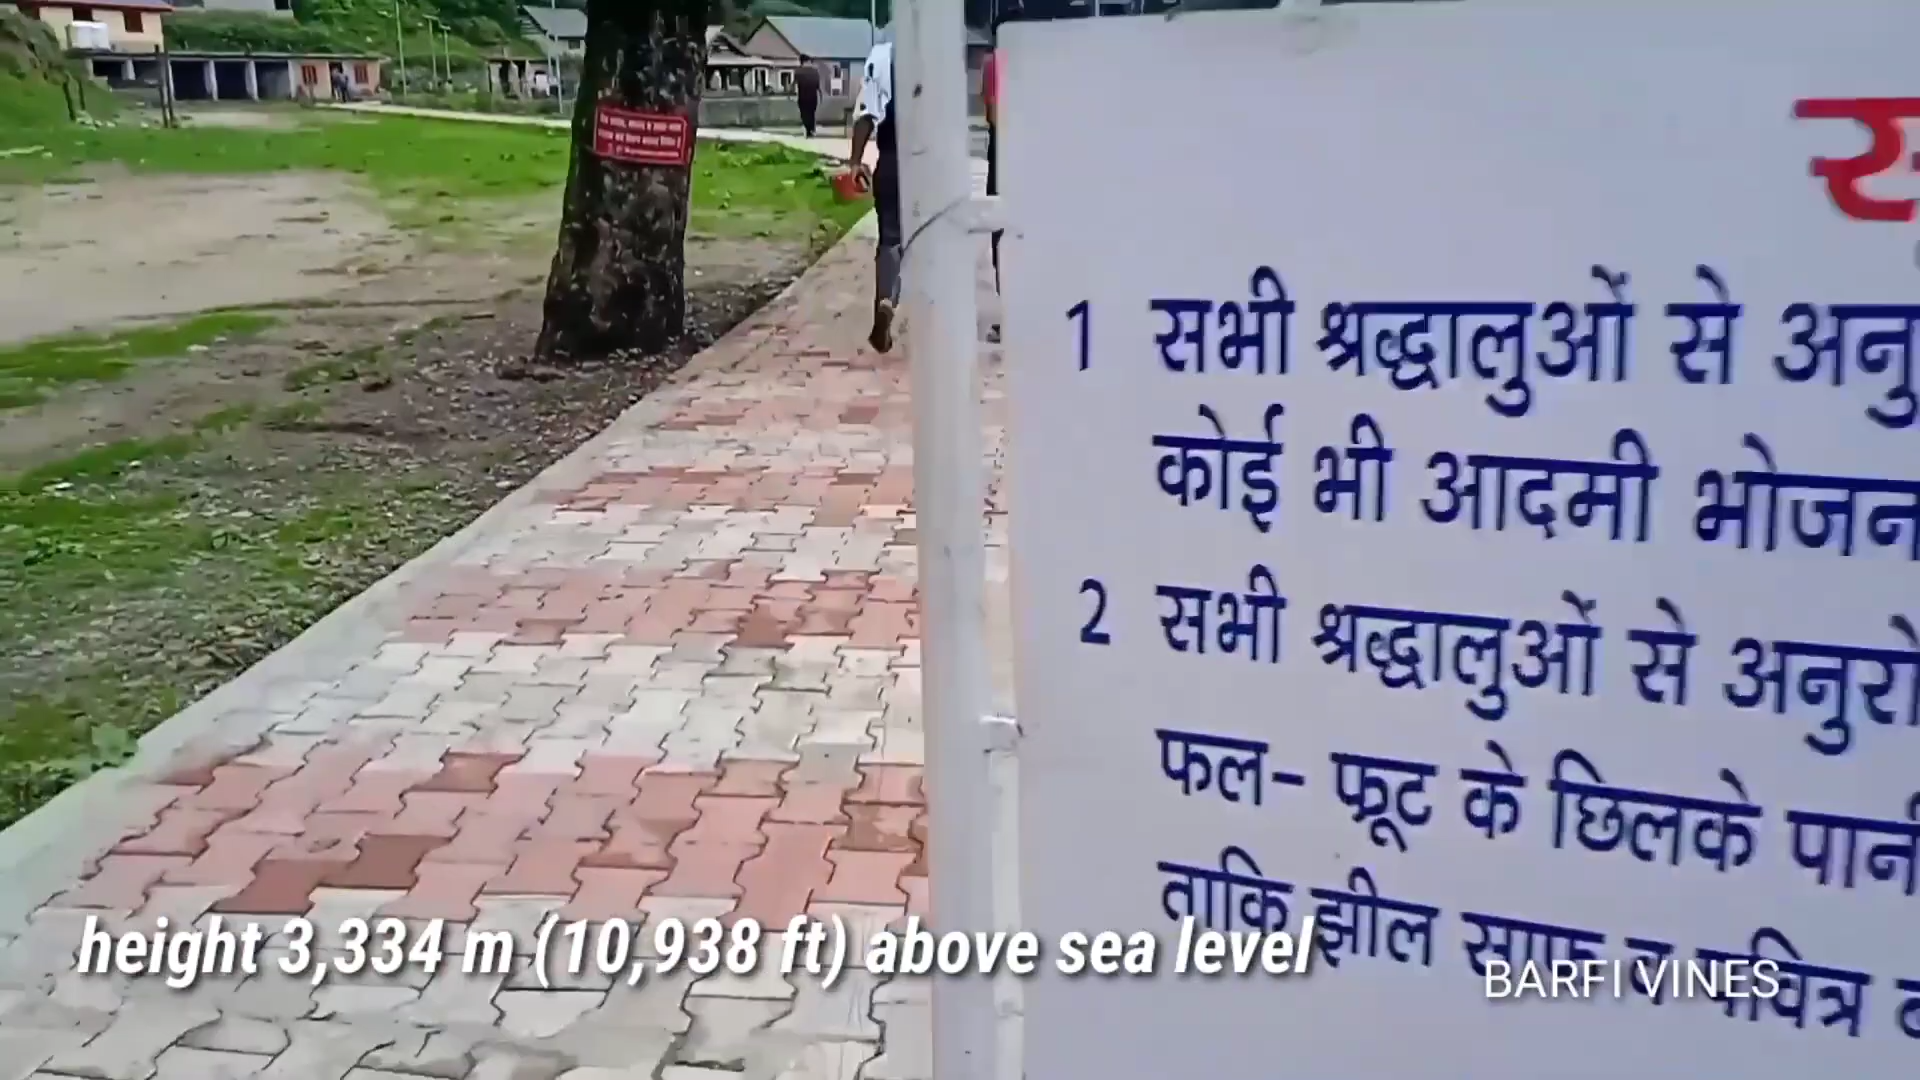 1 सभी श्रद्धालुओं से अनु
कोई भी आदमी भोजन
2 सभी श्रद्धालुओं से अनुरो
फल- फ्रूट के छिलके पानी
ताकि झील साफ व पवित्र
height 3,334 m (10,938 ft) above sea level
BARFI VINES